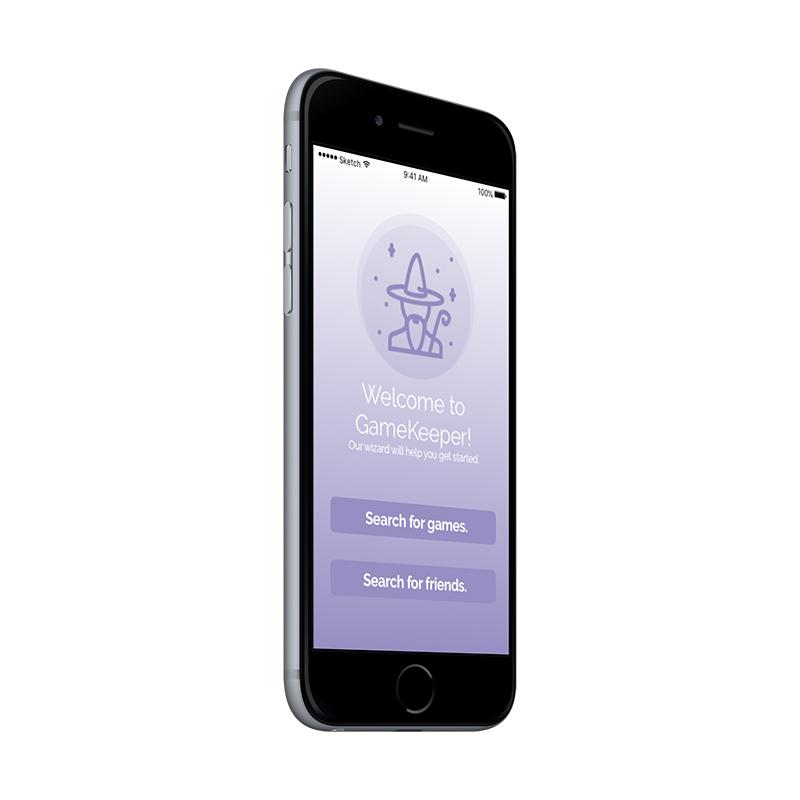 Sketch
9:41 AM
100%
Welcome to
GameKeeper!
Our wizard will help you get started.
Search for games.
Search for friends.